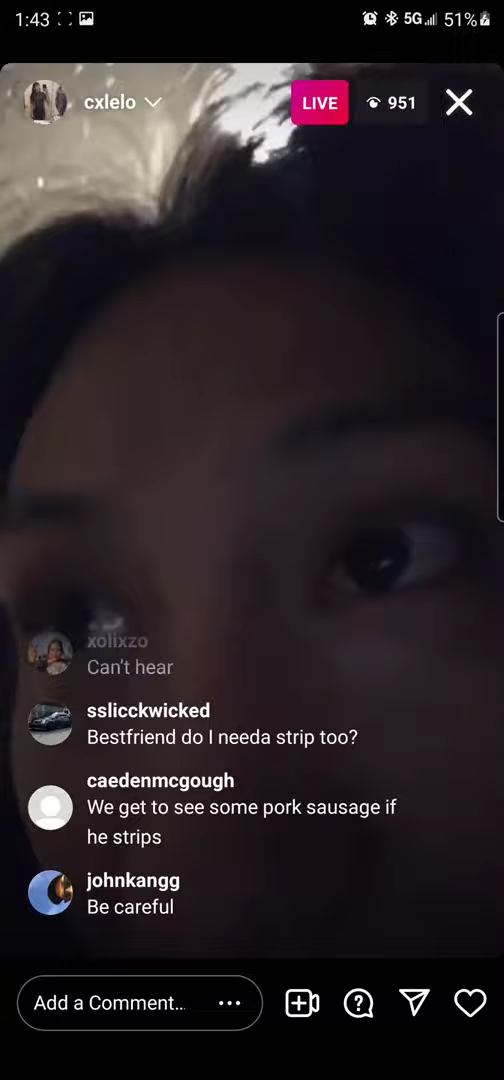 1:43 5G 51%
cxlelo LIVE 951
xolixzo
Can't hear
sslicckwicked
Bestfriend do I needa strip too?
caedenmcgough
We get to see some pork sausage if
he strips
johnkangg
Be careful
Add a Comment...